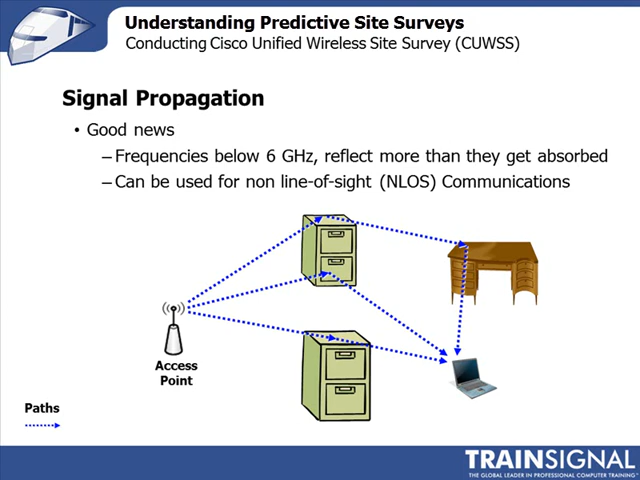 Understanding Predictive Site Surveys
Conducting Cisco Unified Wireless Site Survey (CUWSS)
Signal Propagation
• Good news
– Frequencies below 6 GHz, reflect more than they get absorbed
– Can be used for non line-of-sight (NLOS) Communications
Access
Point
Paths
TRAINSIGNAL
THE GLOBAL LEADER IN PROFESSIONAL COMPUTER TRAINING™